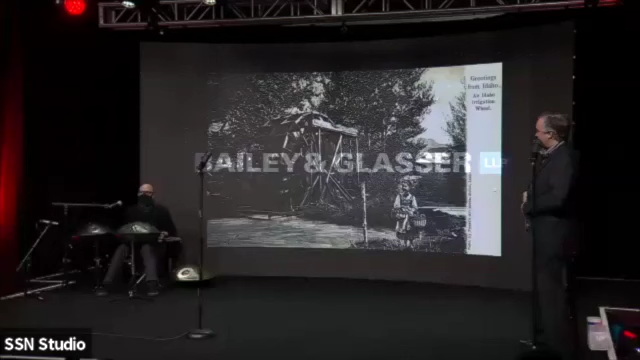 Greetings
from Idaho.
An Idaho
Irrigation
Wheel.
BAILEY & GLASSER LLP
SSN Studio